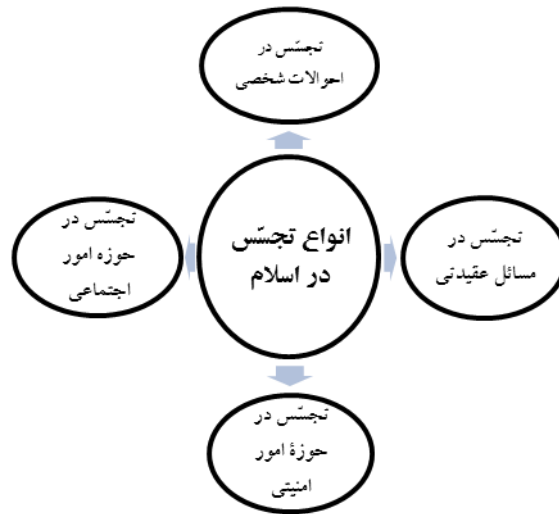 تجسّس در
احوالات شخصی
انواع تجسّس
در اسلام
تجسّس در
مسائل عقیدتی
تجسّس در
حوزه امور
اجتماعی
تجسّس در
حوزۀ امور
امنیتی